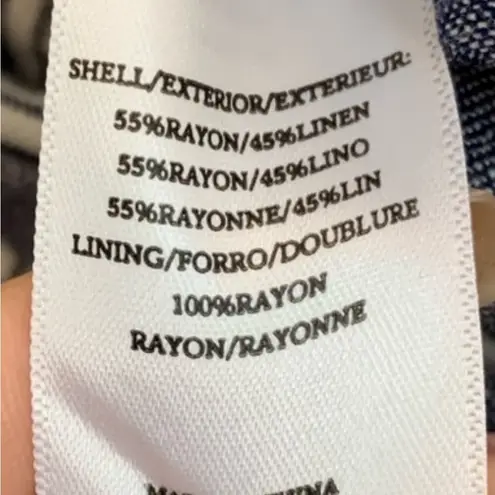 SHELL/EXTERIOR/EXTERIEUR:
55%RAYON/45%LINEN
55%RAYON/45%LINO
55%RAYONNE/45%LIN
LINING/FORRO/DOUBLURE
100%RAYON
RAYON/RAYONNE